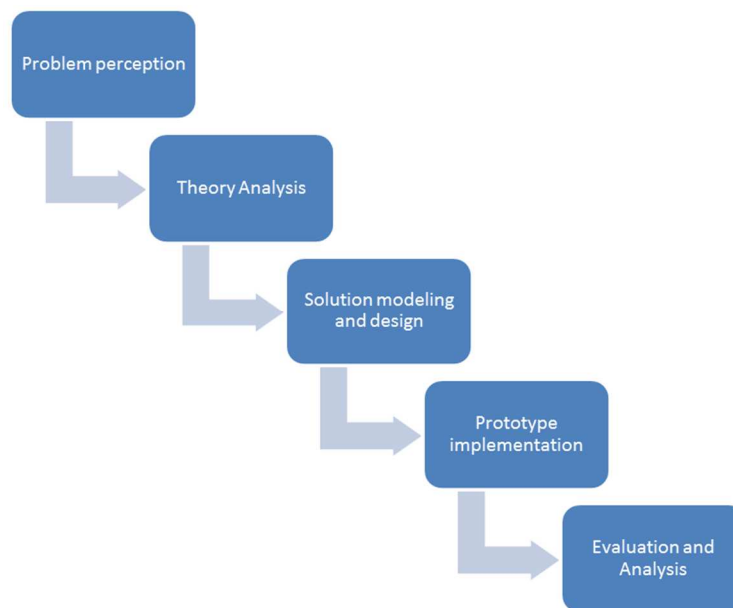 Problem perception
Theory Analysis
Solution modeling
and design
Prototype
implementation
Evaluation and
Analysis